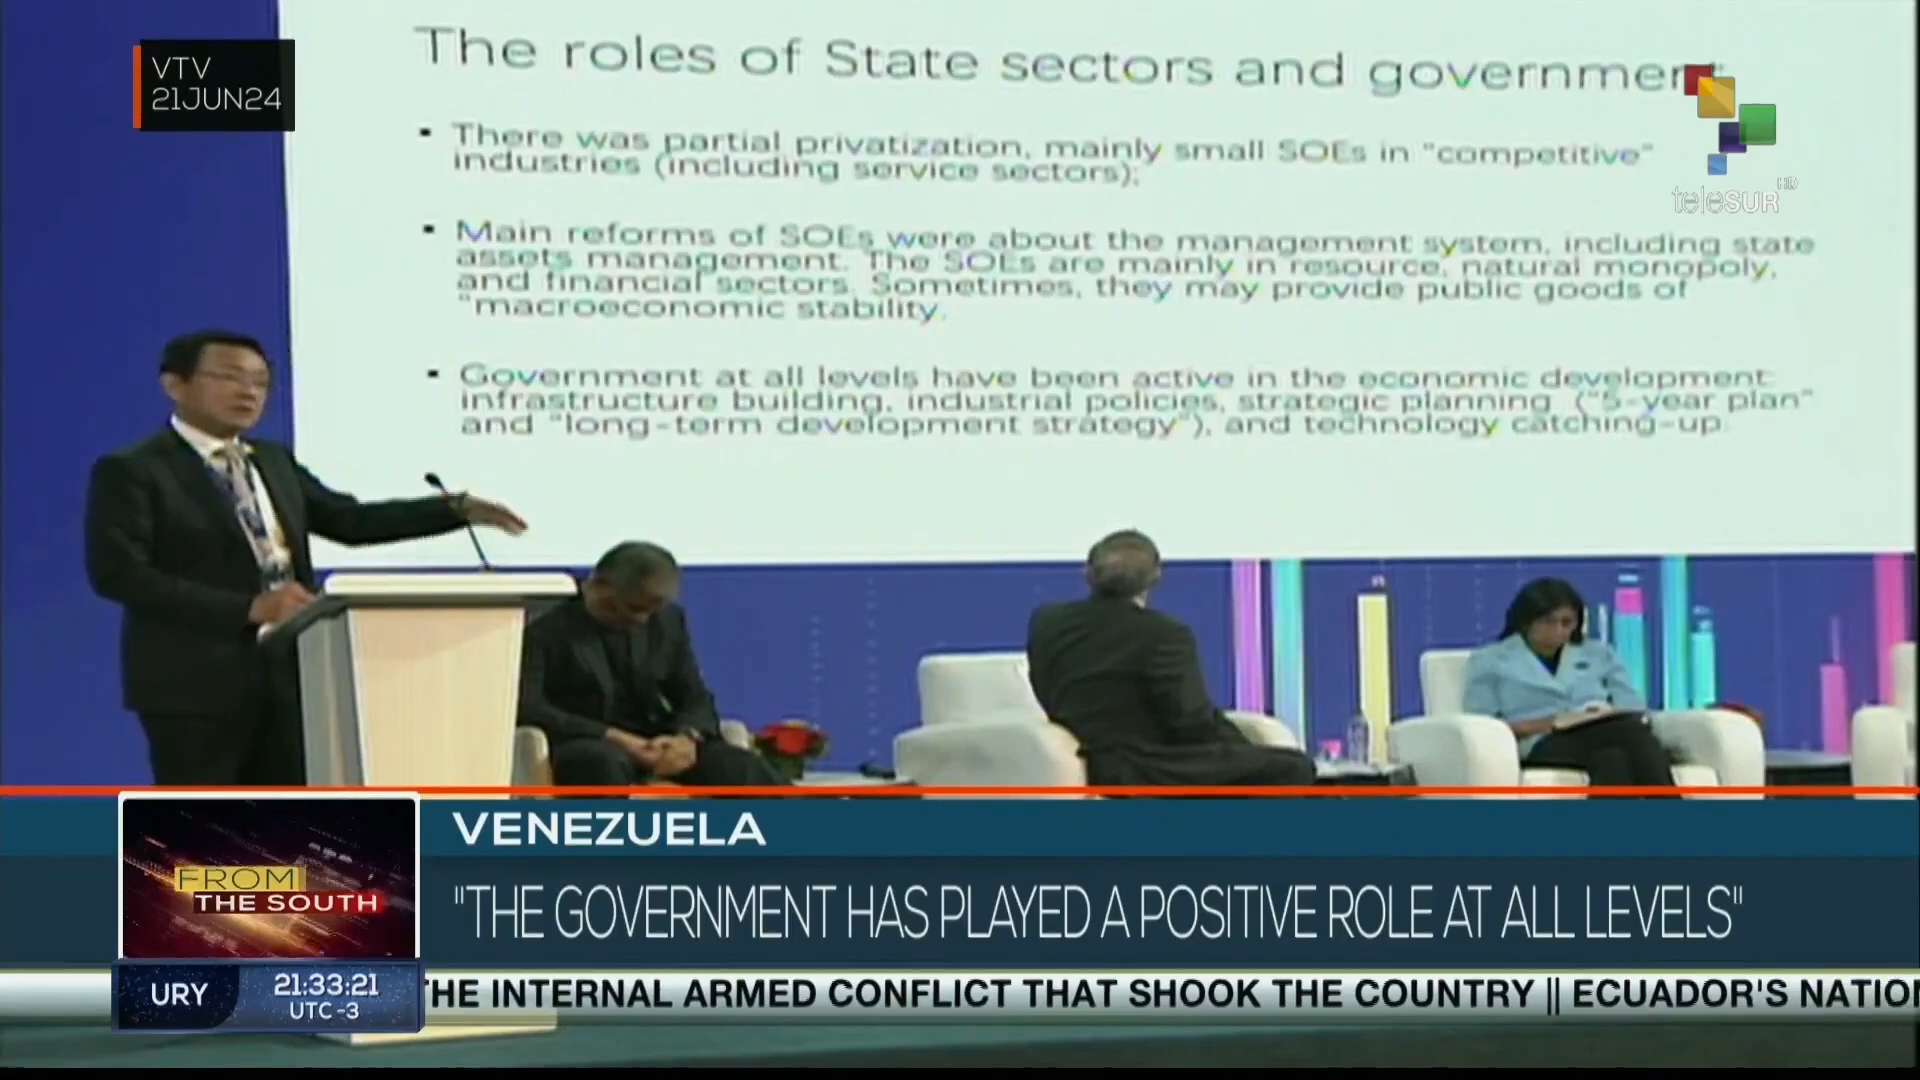 VTV
21JUN24
The roles of State sectors and government
teleSUR HD
▪ There was partial privatization, mainly small SOEs in "competitive"
industries (including service sectors);
▪ Main reforms of SOEs were about the management system, including state
assets management. The SOEs are mainly in resource, natural monopoly,
and financial sectors. Sometimes, they may provide public goods of
"macroeconomic stability.
▪ Government at all levels have been active in the economic development:
infrastructure building, industrial policies, strategic planning ("5-year plan"
and "long-term development strategy"), and technology catching-up.
VENEZUELA
FROM
THE SOUTH
"THE GOVERNMENT HAS PLAYED A POSITIVE ROLE AT ALL LEVELS"
URY
21:33:21
UTC -3
THE INTERNAL ARMED CONFLICT THAT SHOOK THE COUNTRY || ECUADOR'S NATIO